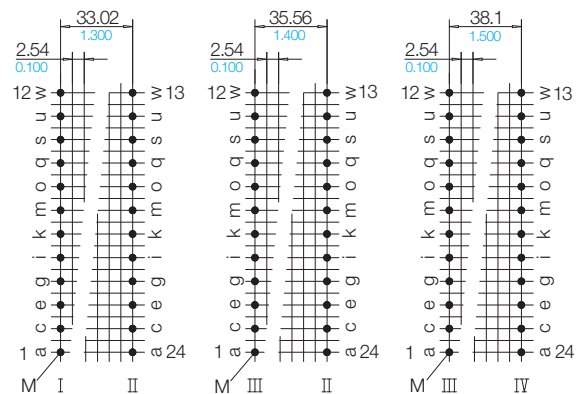 33.02 35.56 38.1
1.300 1.400 1.500
2.54 2.54 2.54
0.100 0.100 0.100
12 w w 13 12 w w 13 12 w w 13
u u u u u u
s s s s s s
q q q q q q
o o o o o o
m m m m m m
k k k k k k
i i i i i i
g g g g g g
e e e e e e
c c c c c c
1 a a 24 1 a a 24 1 a a 24
M I II M III II M III IV